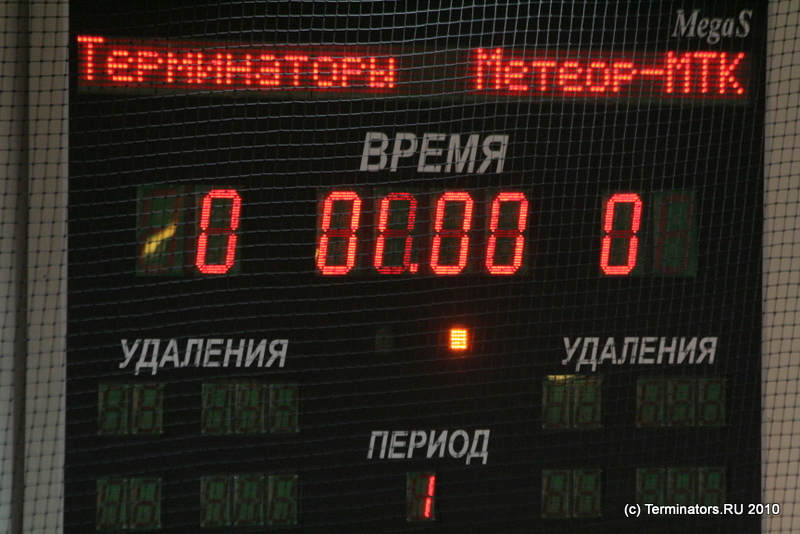 MegaS
Терминаторы Метеор-МТК
ВРЕМЯ
0 00.00 0
УДАЛЕНИЯ УДАЛЕНИЯ
ПЕРИОД
1
(c) Terminators.RU 2010